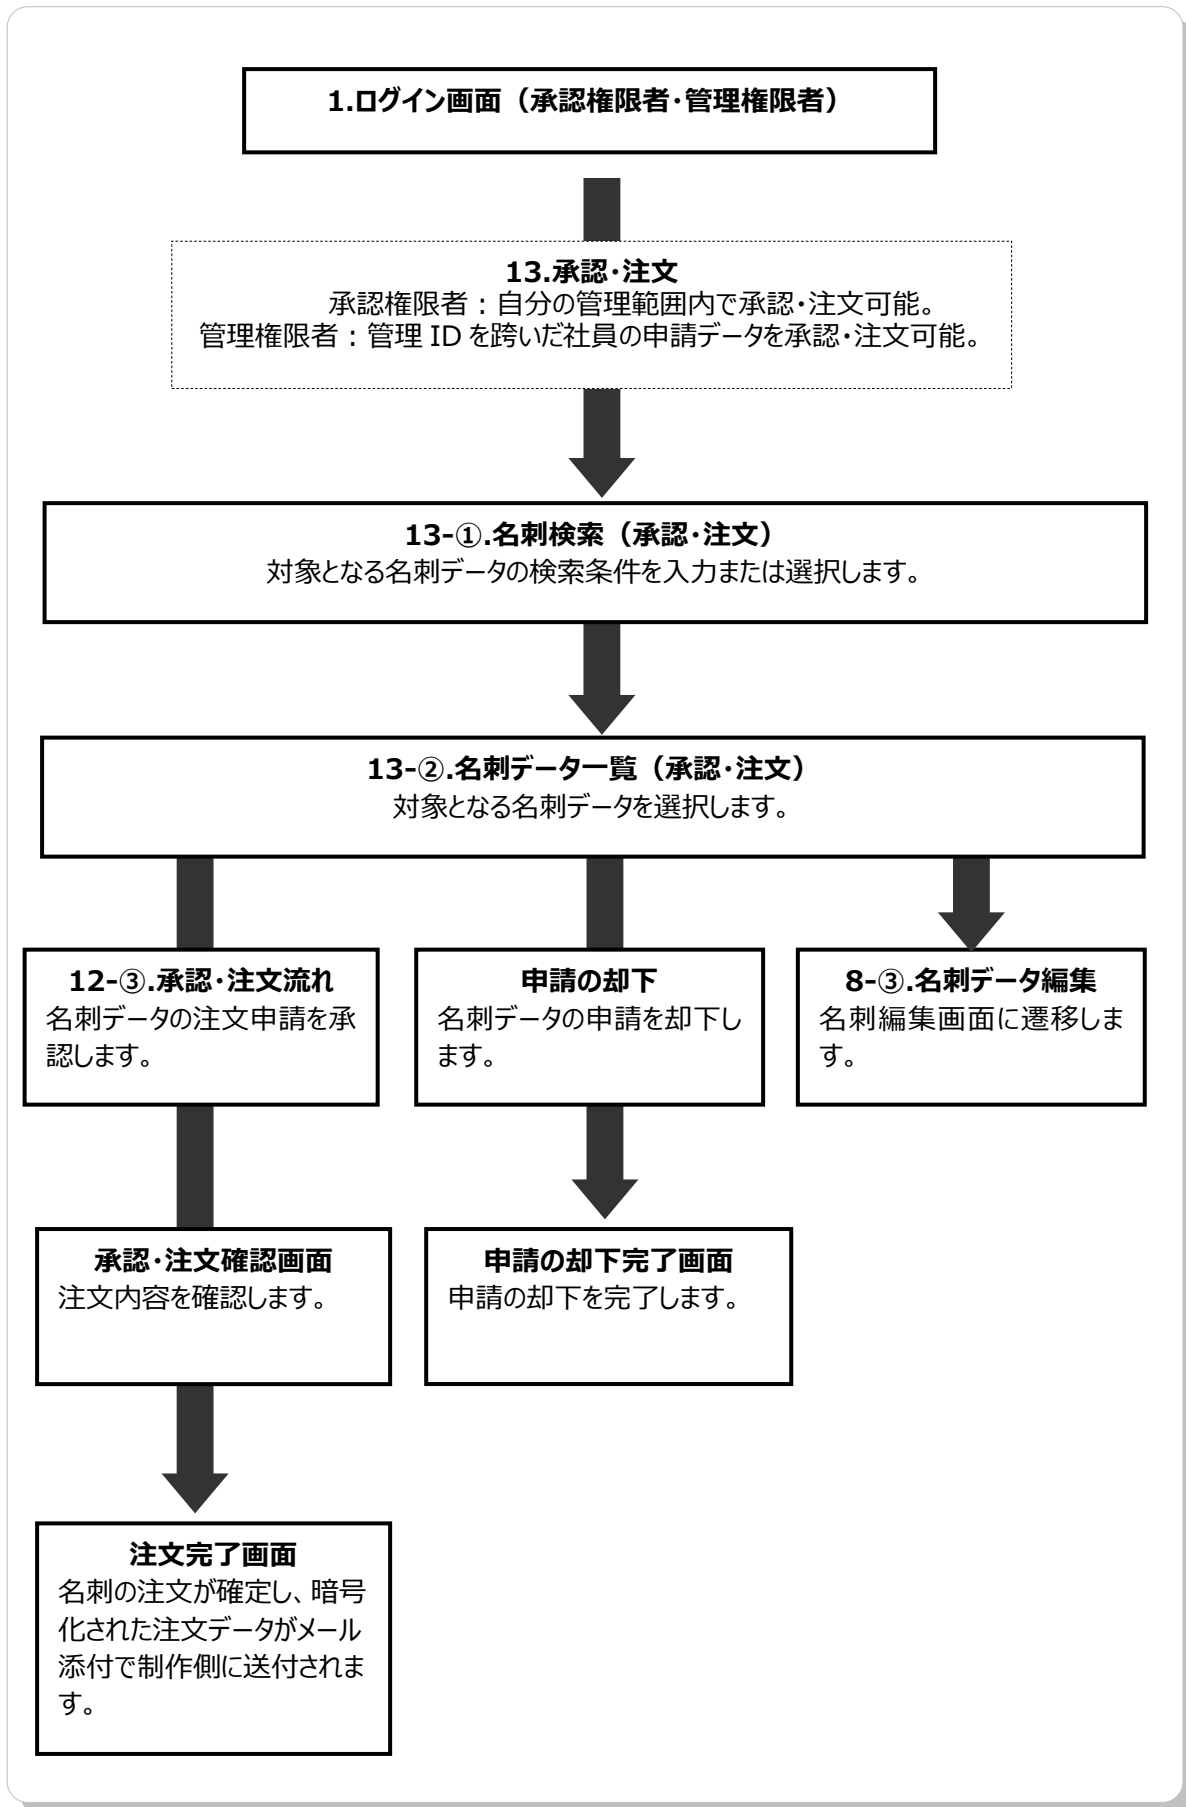 1.ログイン画面（承認権限者・管理権限者）
13.承認・注文
承認権限者：自分の管理範囲内で承認・注文可能。
管理権限者：管理 ID を跨いだ社員の申請データを承認・注文可能。
13-①.名刺検索（承認・注文）
対象となる名刺データの検索条件を入力または選択します。
13-②.名刺データ一覧（承認・注文）
対象となる名刺データを選択します。
12-③.承認・注文流れ
名刺データの注文申請を承
認します。
申請の却下
名刺データの申請を却下し
ます。
8-③.名刺データ編集
名刺編集画面に遷移しま
す。
承認・注文確認画面
注文内容を確認します。
申請の却下完了画面
申請の却下を完了します。
注文完了画面
名刺の注文が確定し、暗号
化された注文データがメール
添付で制作側に送付されま
す。